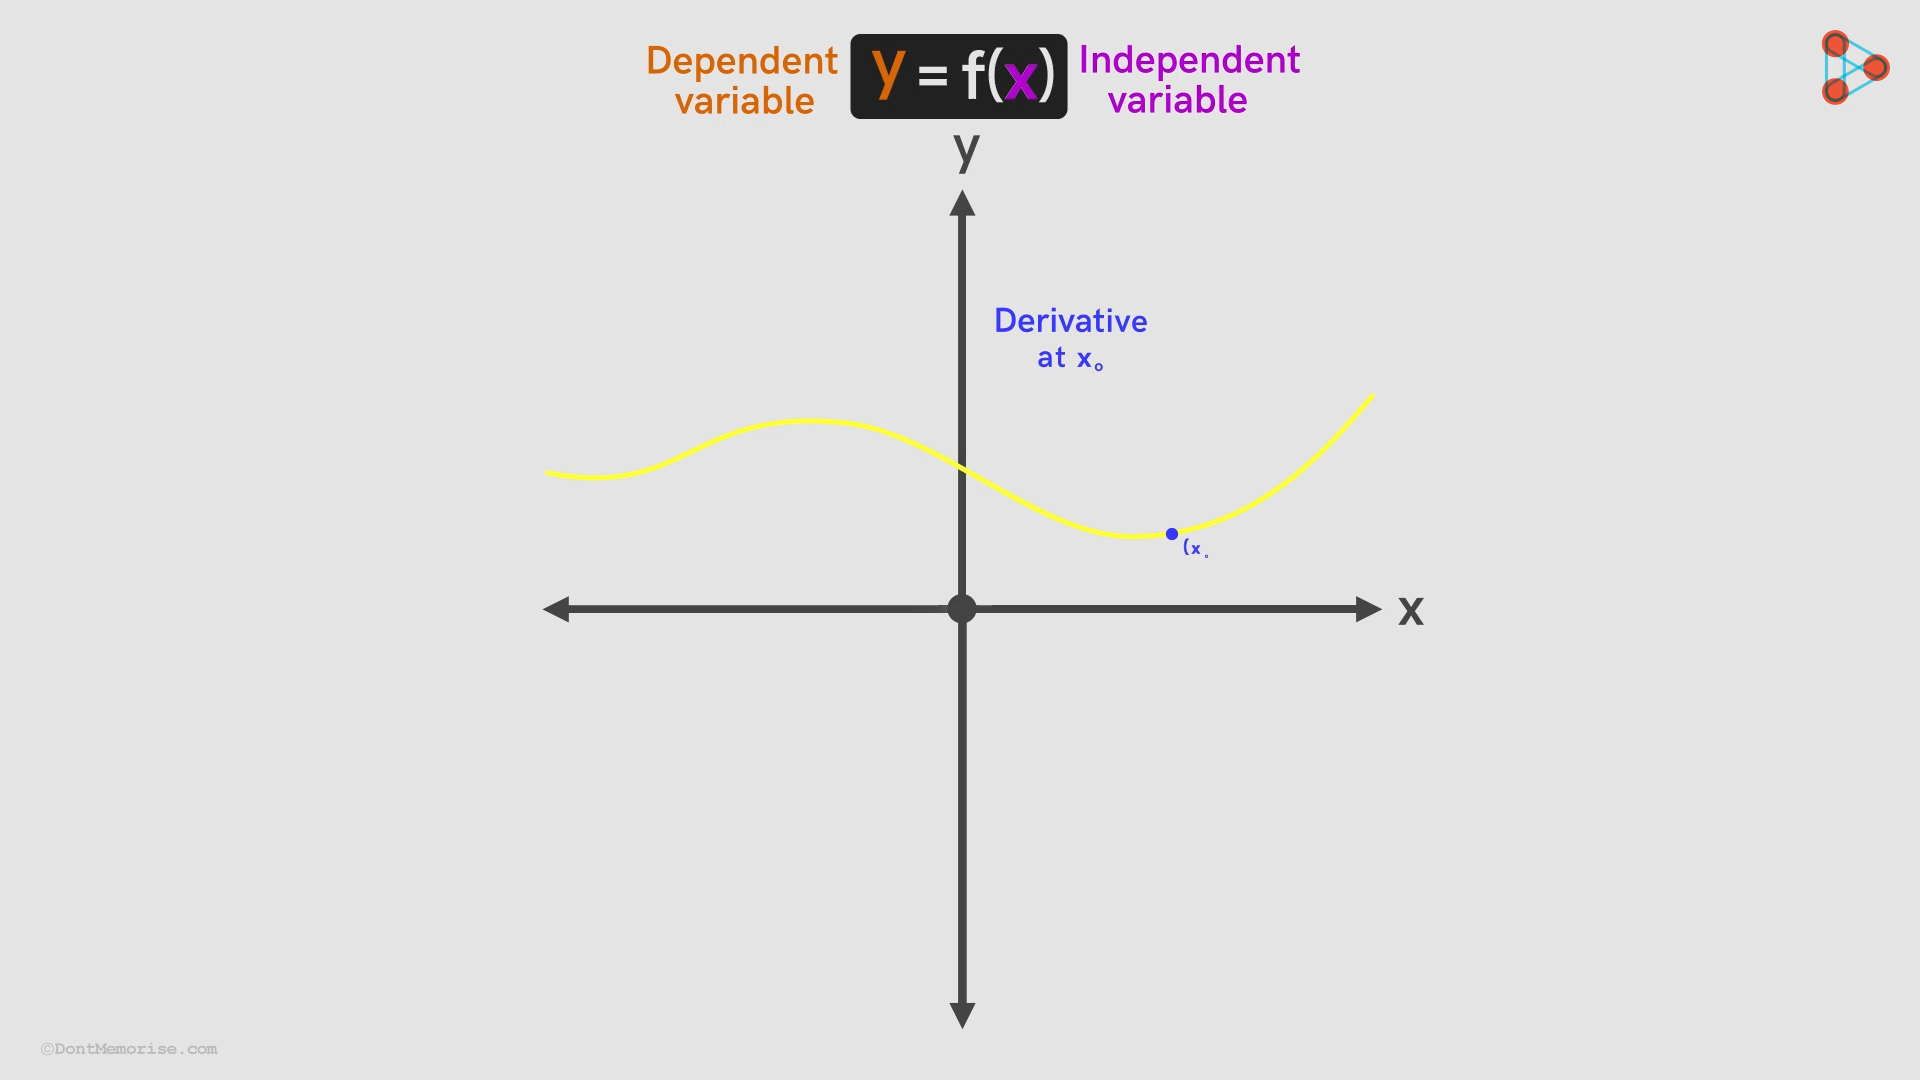 Dependent
variable
y = f(x)
Independent
variable
y
Derivative
at x₀
(x₀
x
©DontMemorise.com